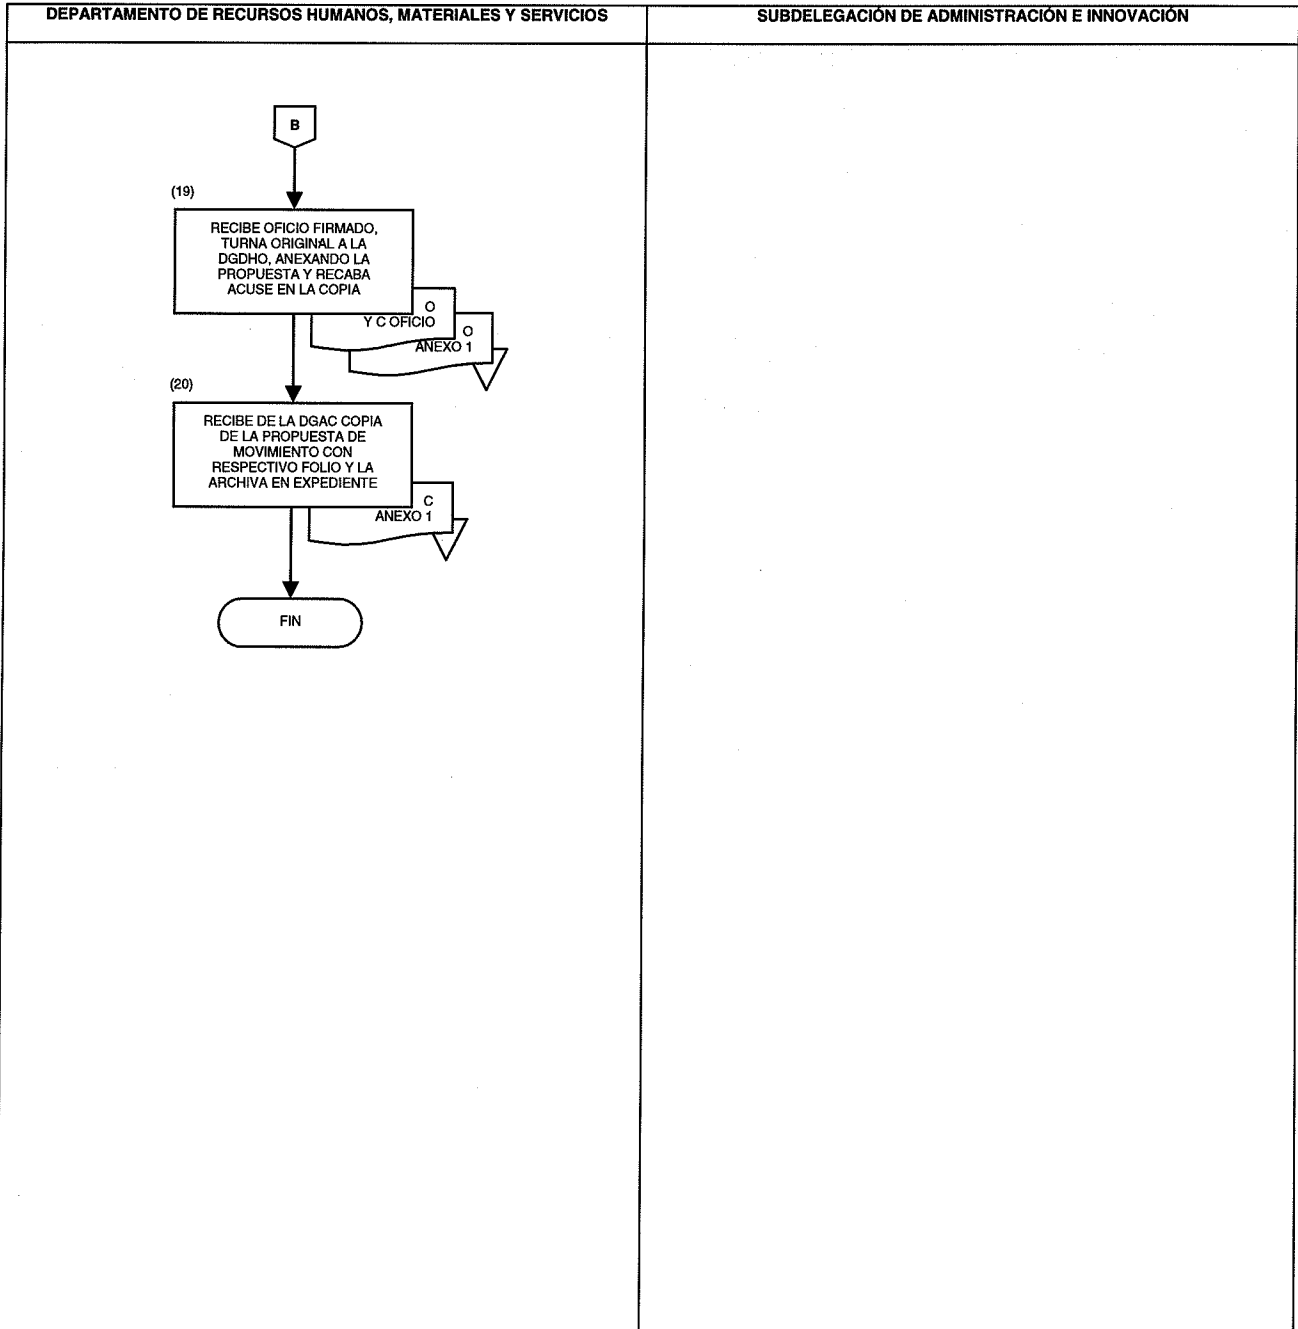 DEPARTAMENTO DE RECURSOS HUMANOS, MATERIALES Y SERVICIOS
SUBDELEGACIÓN DE ADMINISTRACIÓN E INNOVACIÓN
B
(19)
RECIBE OFICIO FIRMADO,
TURNA ORIGINAL A LA
DGDHO, ANEXANDO LA
PROPUESTA Y RECABA
ACUSE EN LA COPIA
O
Y C OFICIO
O
ANEXO 1
(20)
RECIBE DE LA DGAC COPIA
DE LA PROPUESTA DE
MOVIMIENTO CON
RESPECTIVO FOLIO Y LA
ARCHIVA EN EXPEDIENTE
C
ANEXO 1
FIN